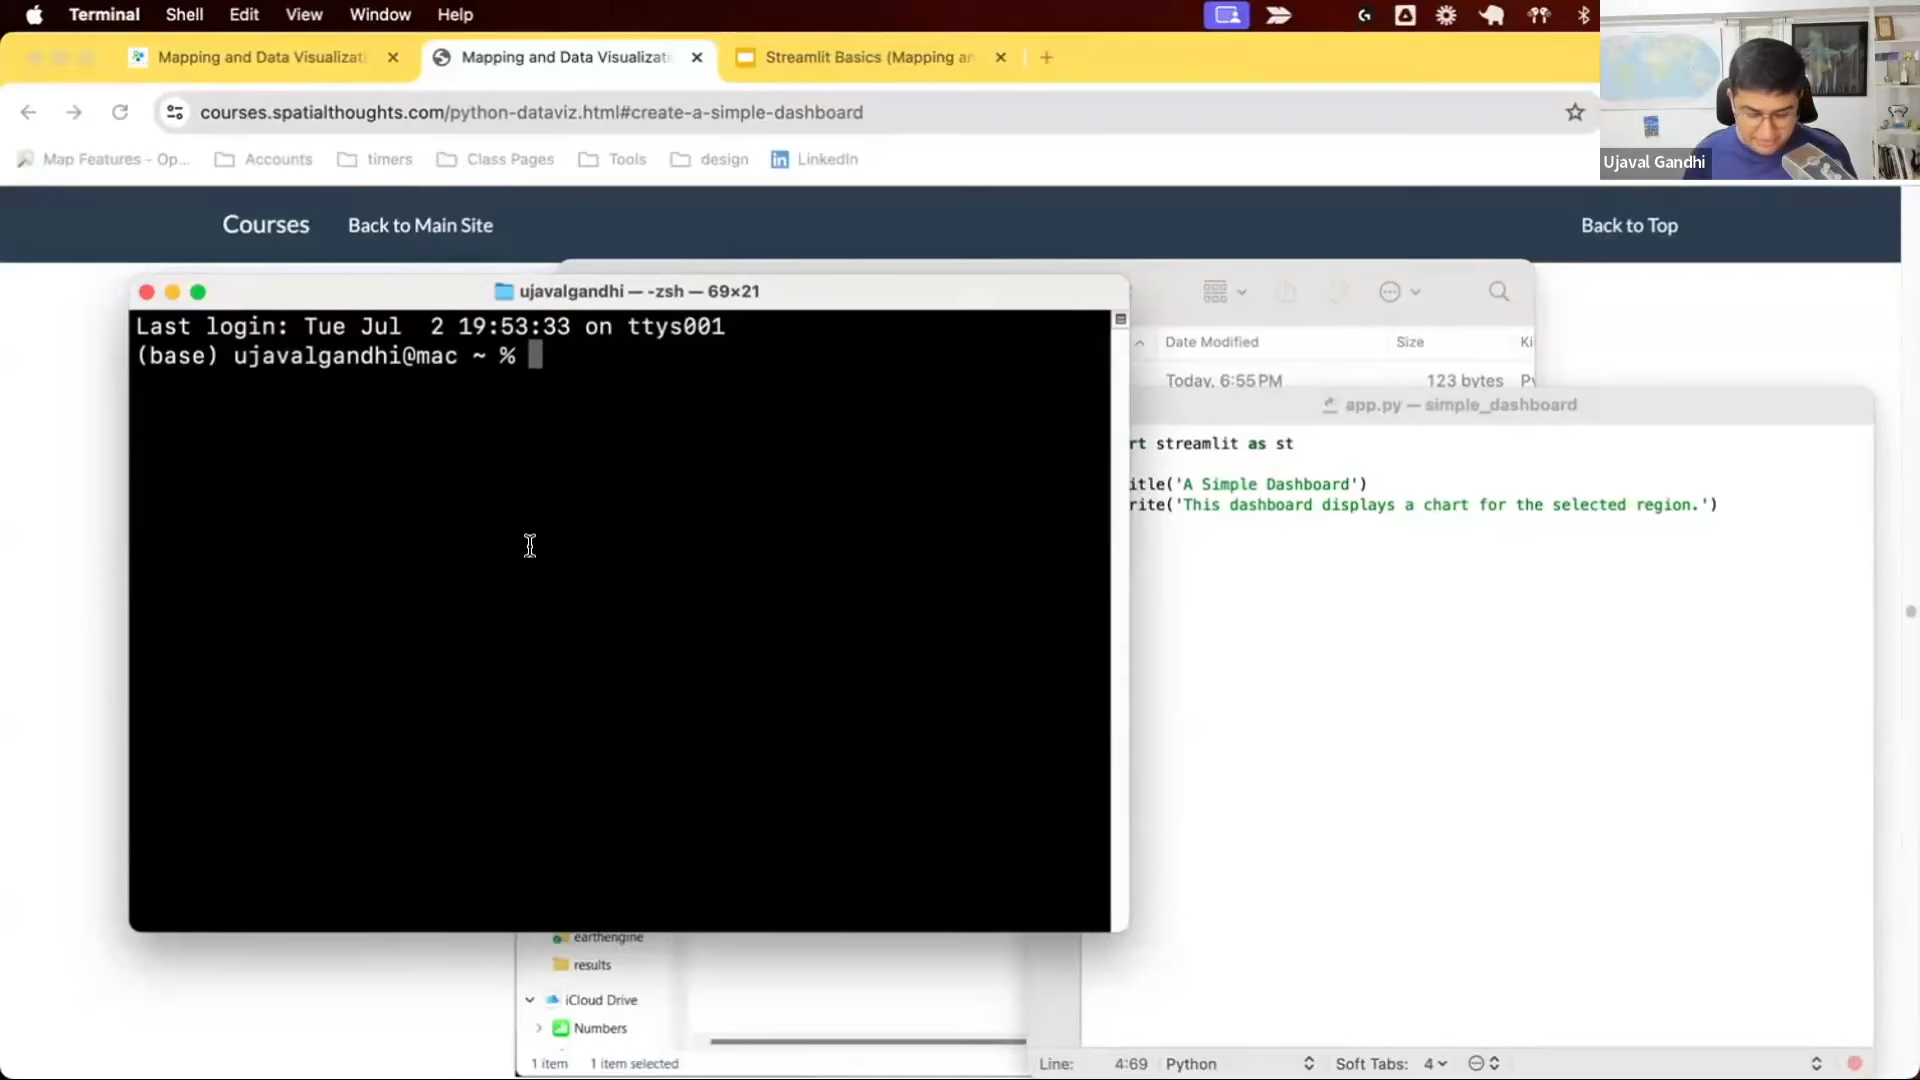 Terminal Shell Edit View Window Help
Mapping and Data Visualizat
Mapping and Data Visualizati
Streamlit Basics (Mapping an
courses.spatialthoughts.com/python-dataviz.html#create-a-simple-dashboard
Map Features - Op...
Accounts
timers
Class Pages
Tools
design
LinkedIn
Ujaval Gandhi
Courses
Back to Main Site
Back to Top
ujavalgandhi — -zsh — 69×21
Last login: Tue Jul  2 19:53:33 on ttys001
(base) ujavalgandhi@mac ~ %
Date Modified
Size
Ki
Today, 6:55 PM
123 bytes
Py
app.py — simple_dashboard
rt streamlit as st
itle('A Simple Dashboard')
rite('This dashboard displays a chart for the selected region.')
earthengine
results
iCloud Drive
Numbers
1 item
1 item selected
Line: 4:69
Python
Soft Tabs: 4